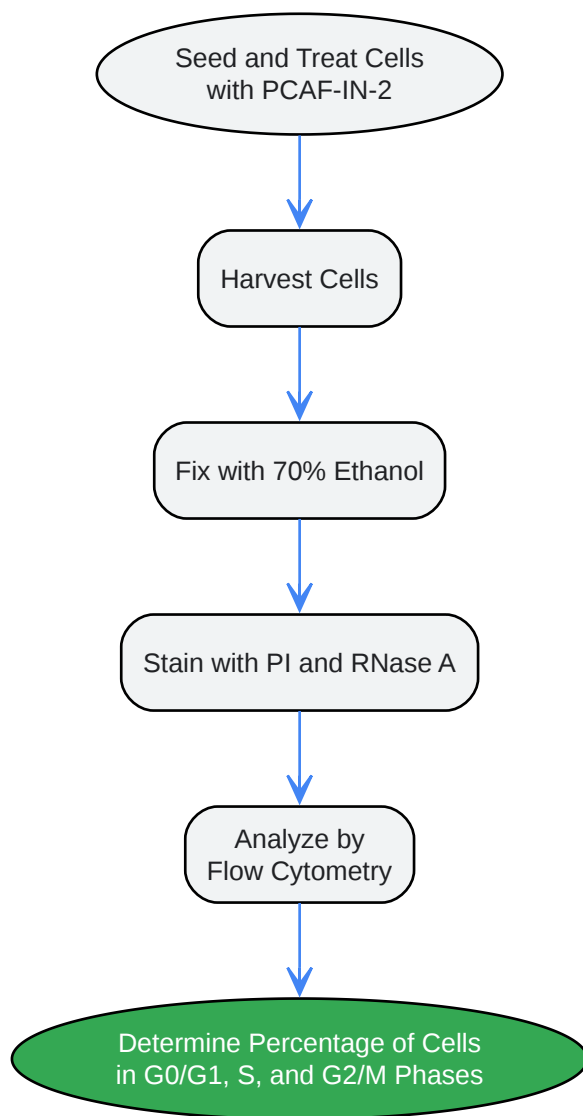 Seed and Treat Cells
with PCAF-IN-2
Harvest Cells
Fix with 70% Ethanol
Stain with PI and RNase A
Analyze by
Flow Cytometry
Determine Percentage of Cells
in G0/G1, S, and G2/M Phases